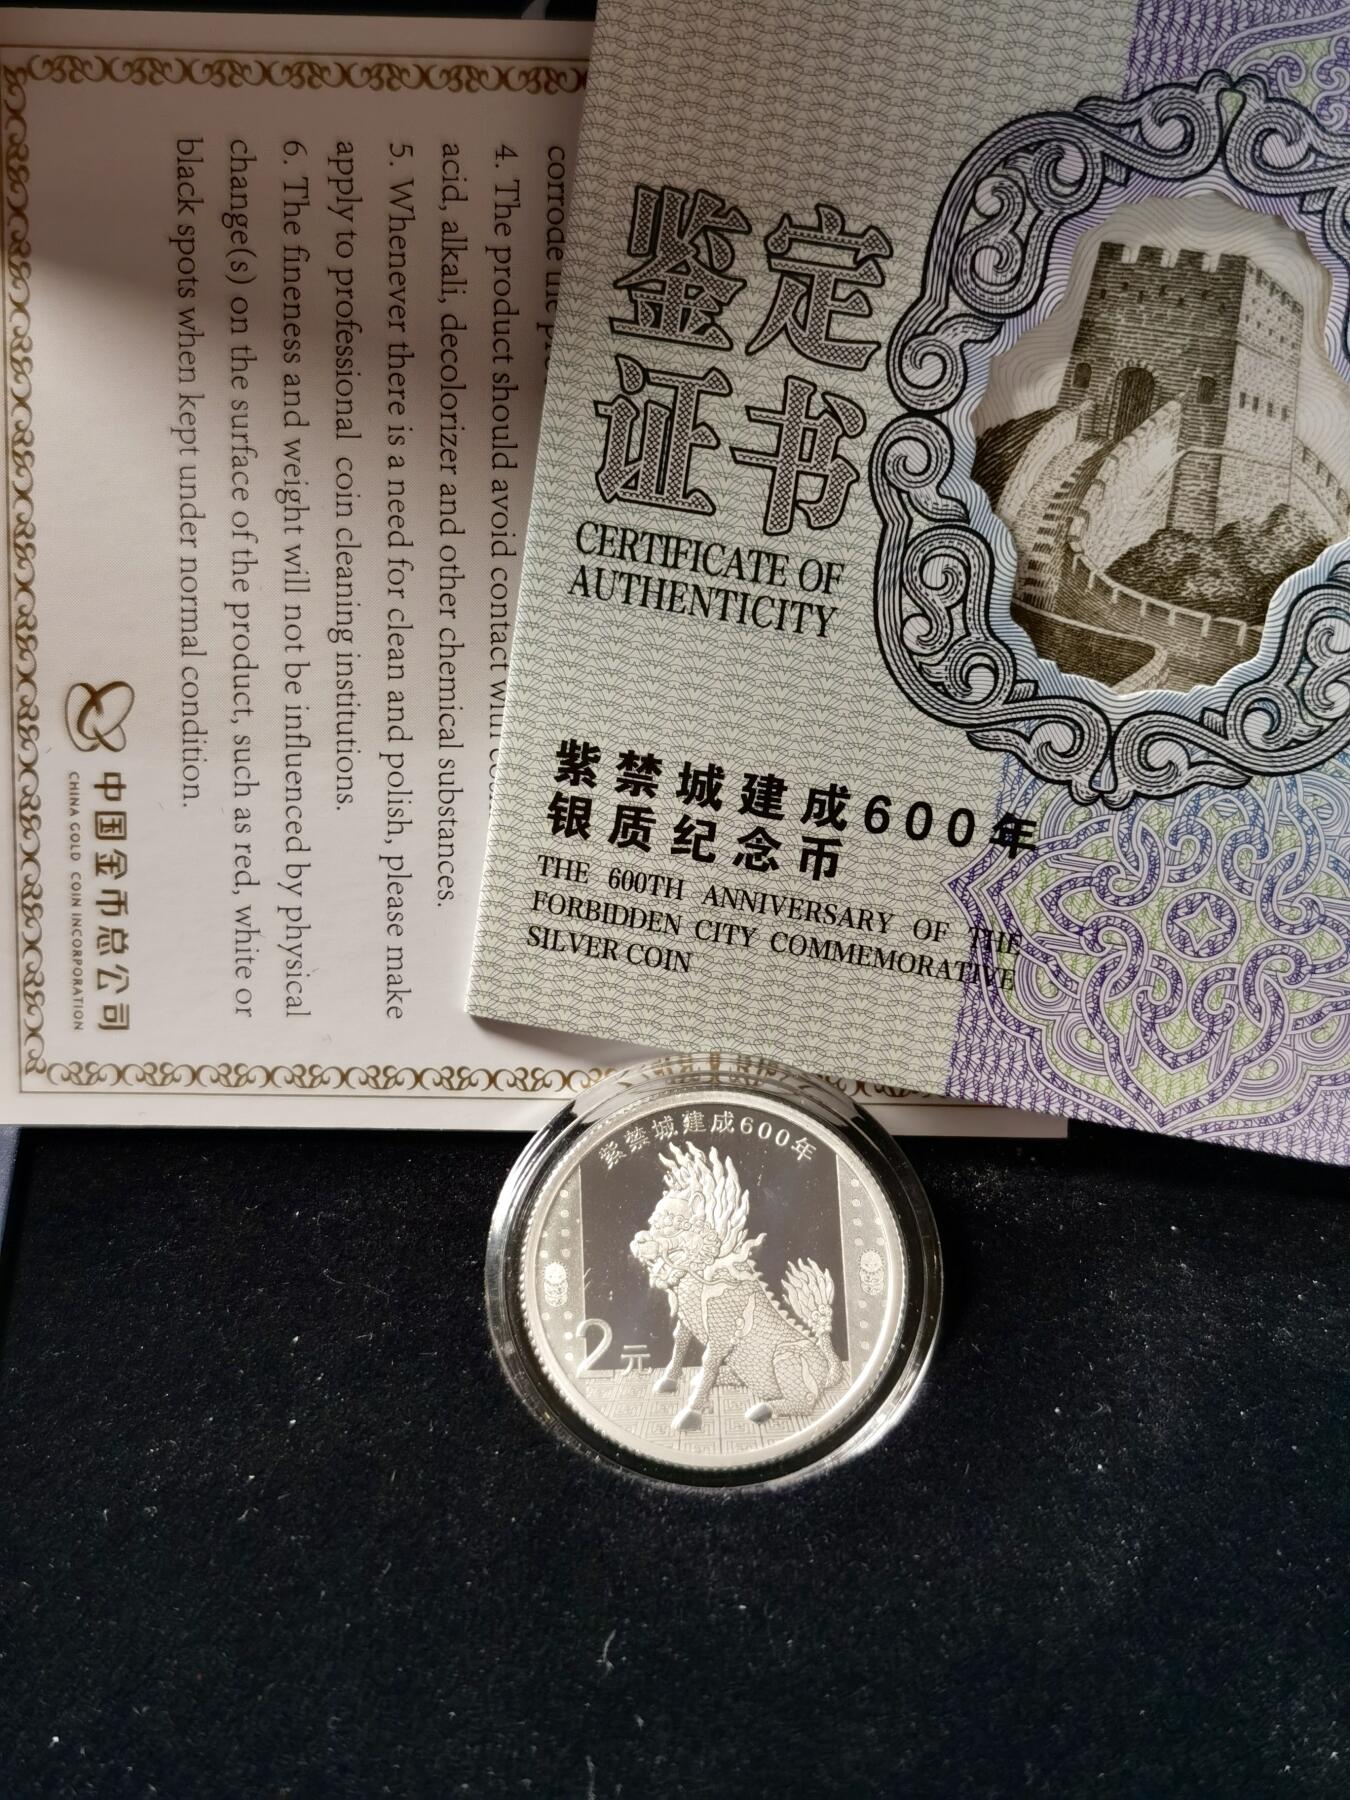 corrode the
4. The product should avoid contact with
acid, alkali, decolorizer and other chemical substances.
5. Whenever there is a need for clean and polish, please make
apply to professional coin cleaning institutions.
6. The fineness and weight will not be influenced by physical
change(s) on the surface of the product, such as red, white or
black spots when kept under normal condition.
中国金币总公司
CHINA GOLD COIN INCORPORATION
鉴定
证书
CERTIFICATE OF
AUTHENTICITY
紫禁城建成600年
银质纪念币
THE 600TH ANNIVERSARY OF THE
FORBIDDEN CITY COMMEMORATIVE
SILVER COIN
紫禁城建成600年
2元